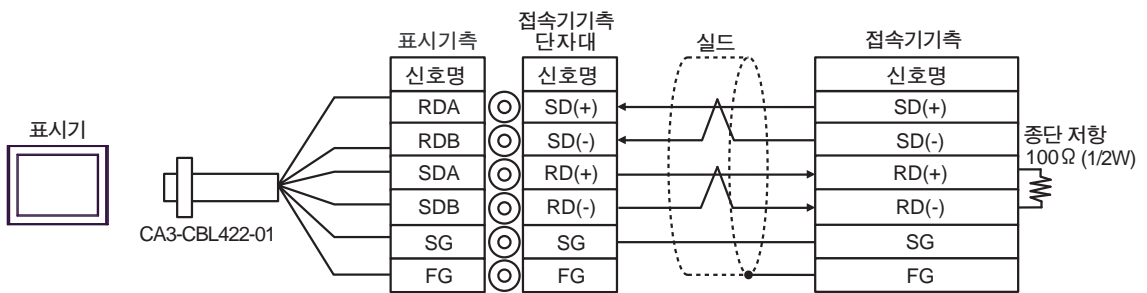 표시기
CA3-CBL422-01
표시기측
신호명
RDA
RDB
SDA
SDB
SG
FG
접속기기측
단자대
신호명
SD(+)
SD(-)
RD(+)
RD(-)
SG
FG
실드
접속기기측
신호명
SD(+)
SD(-)
RD(+)
RD(-)
SG
FG
종단 저항
100Ω (1/2W)